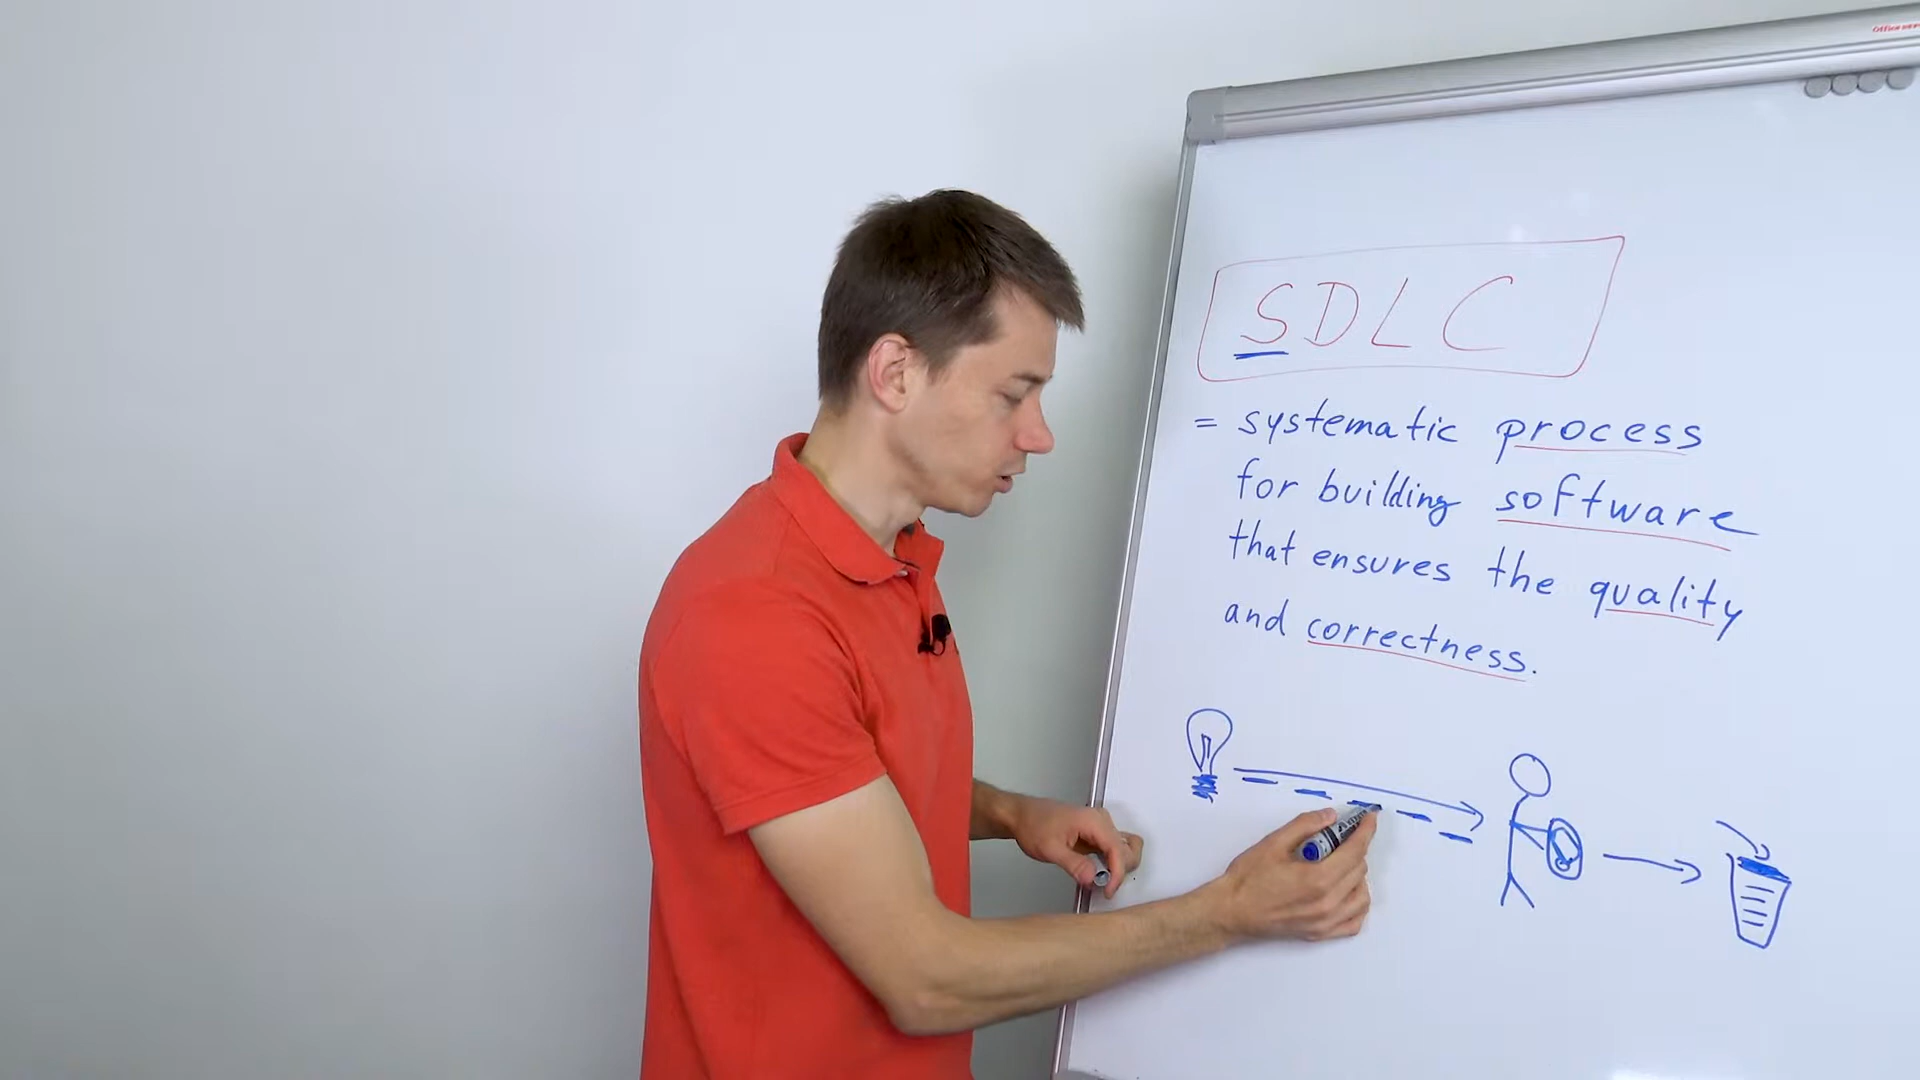 SDLC
= systematic process
for building software
that ensures the quality
and correctness.